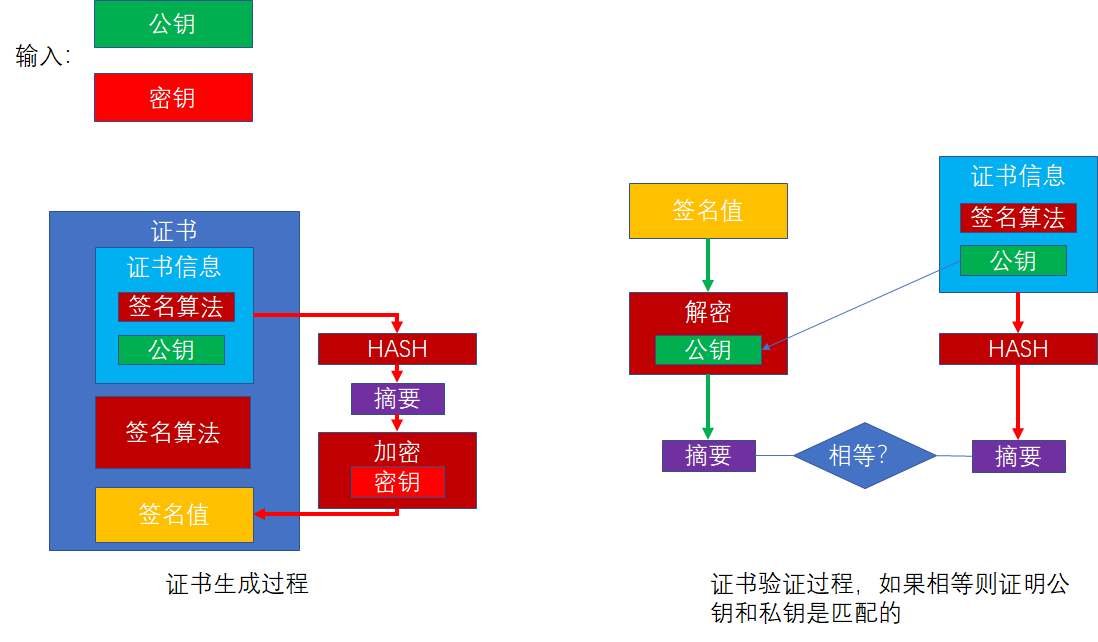 公钥
输入：
密钥
证书
证书信息
签名算法
公钥
签名算法
签名值
HASH
摘要
加密
密钥
证书生成过程
签名值
解密
公钥
摘要
相等？
证书信息
签名算法
公钥
HASH
摘要
证书验证过程，如果相等则证明公
钥和私钥是匹配的